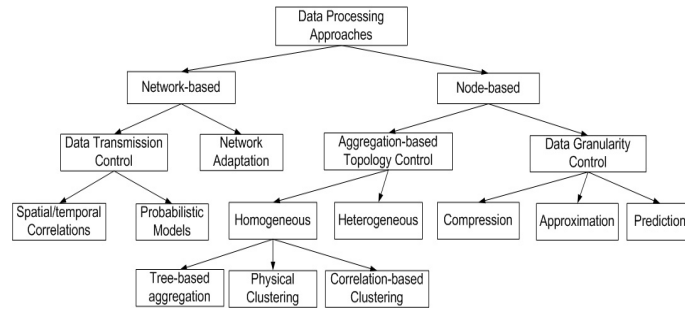 Data Processing
Approaches
Network-based
Node-based
Data Transmission
Control
Network
Adaptation
Aggregation-based
Topology Control
Data Granularity
Control
Spatial/temporal
Correlations
Probabilistic
Models
Homogeneous
Heterogeneous
Compression
Approximation
Prediction
Tree-based
aggregation
Physical
Clustering
Correlation-based
Clustering